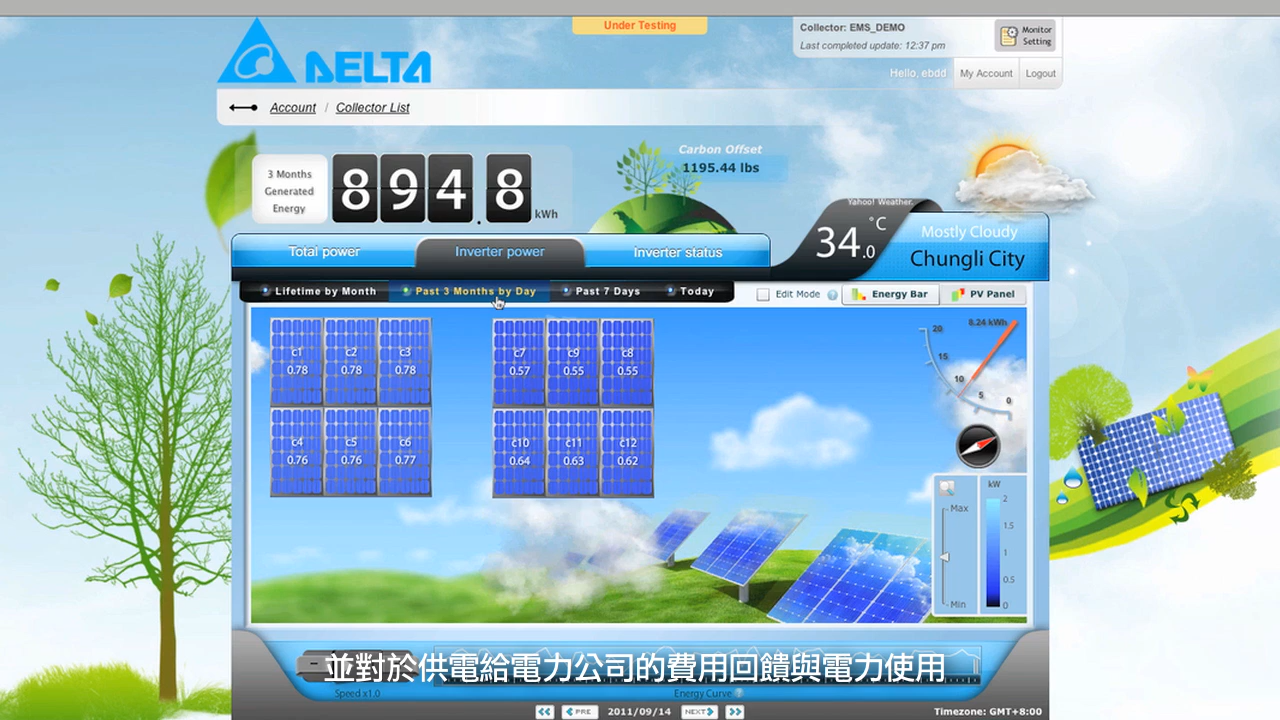 Under Testing
Collector: EMS_DEMO
Last completed update: 12:37 pm
Monitor
Setting
DELTA
Hello, ebdd
My Account
Logout
Account / Collector List
3 Months
Generated
Energy
894.8 kWh
Carbon Offset
1195.44 lbs
Yahoo! Weather.
34.0 °C
Mostly Cloudy
Chungli City
Total power
Inverter power
Inverter status
Lifetime by Month
Past 3 Months by Day
Past 7 Days
Today
Edit Mode
Energy Bar
PV Panel
c1
0.78
c2
0.78
c3
0.78
c7
0.57
c9
0.55
c8
0.55
c4
0.76
c5
0.76
c6
0.77
c10
0.64
c11
0.63
c12
0.62
8.24 kWh
20
15
10
5
0
Max
Min
kW
2
1.5
1
0.5
0
並對於供電給電力公司的費用回饋與電力使用
Speed x1.0
Energy Curve
PRE
2011/09/14
NEXT
Timezone: GMT+8:00